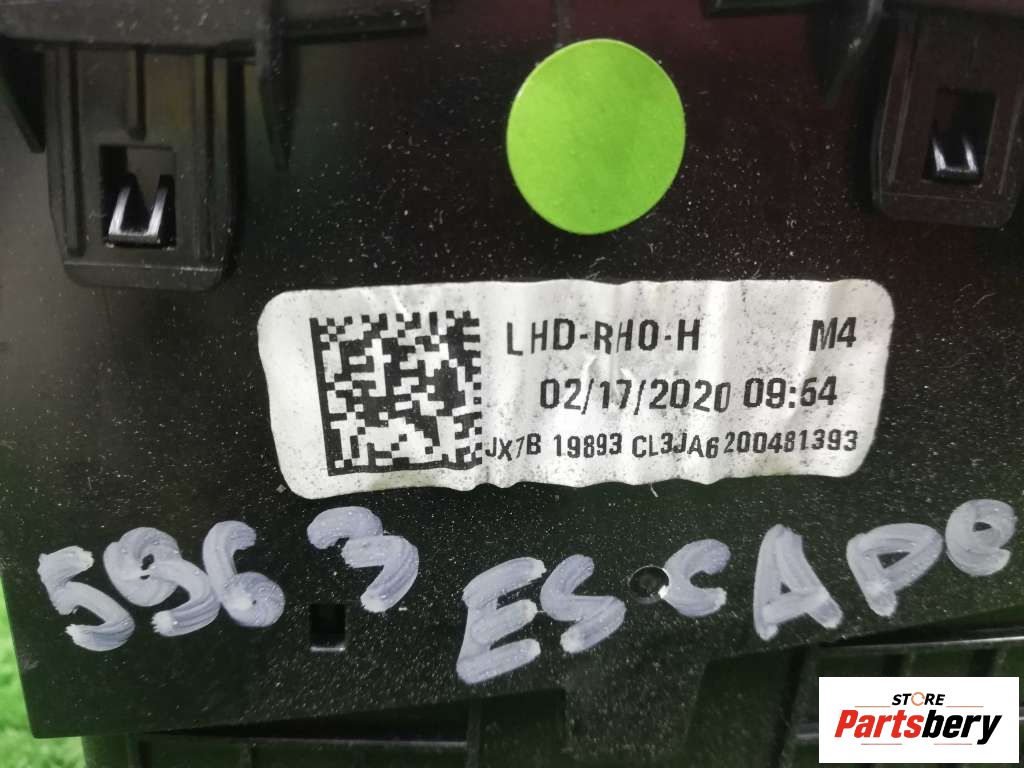 LHD-RHO-H M4
02/17/2020 09:54
JX7B 19893 CL3JA6 200481393
5963 ESCAPe
STORE
Partsbery